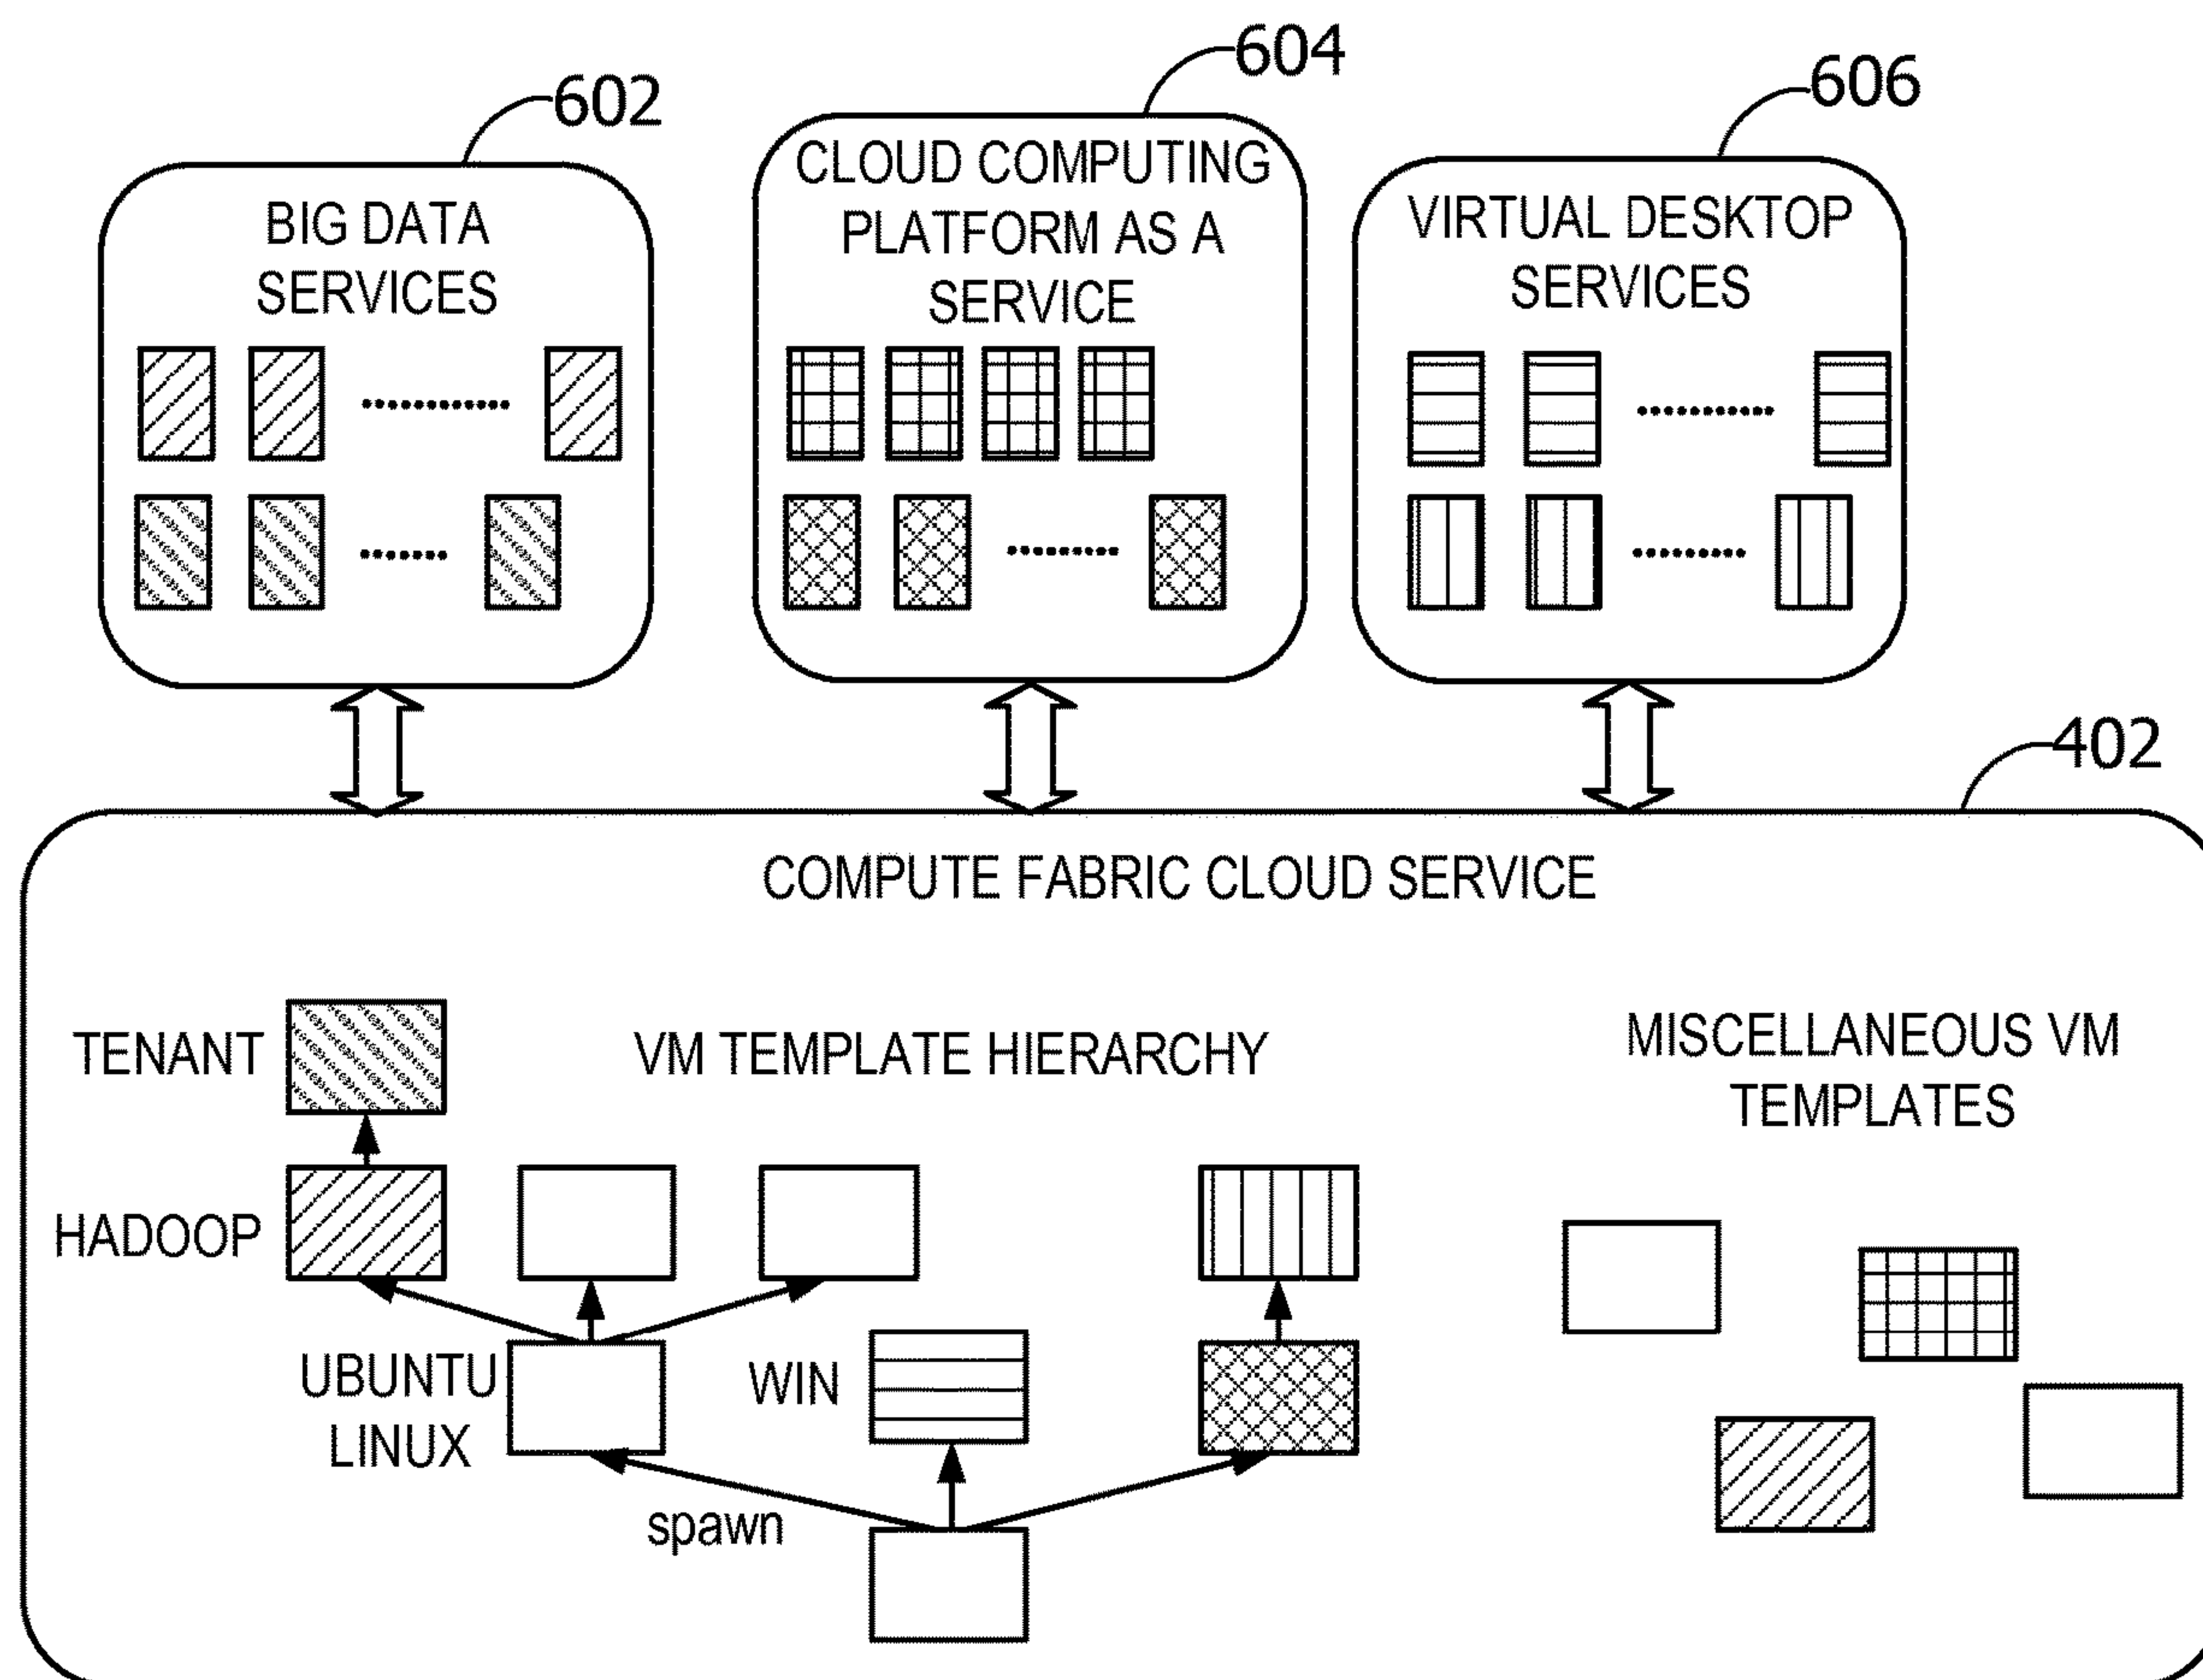 602
604
606
BIG DATA
SERVICES
CLOUD COMPUTING
PLATFORM AS A
SERVICE
VIRTUAL DESKTOP
SERVICES
402
COMPUTE FABRIC CLOUD SERVICE
TENANT
VM TEMPLATE HIERARCHY
MISCELLANEOUS VM
TEMPLATES
HADOOP
UBUNTU
LINUX
WIN
spawn